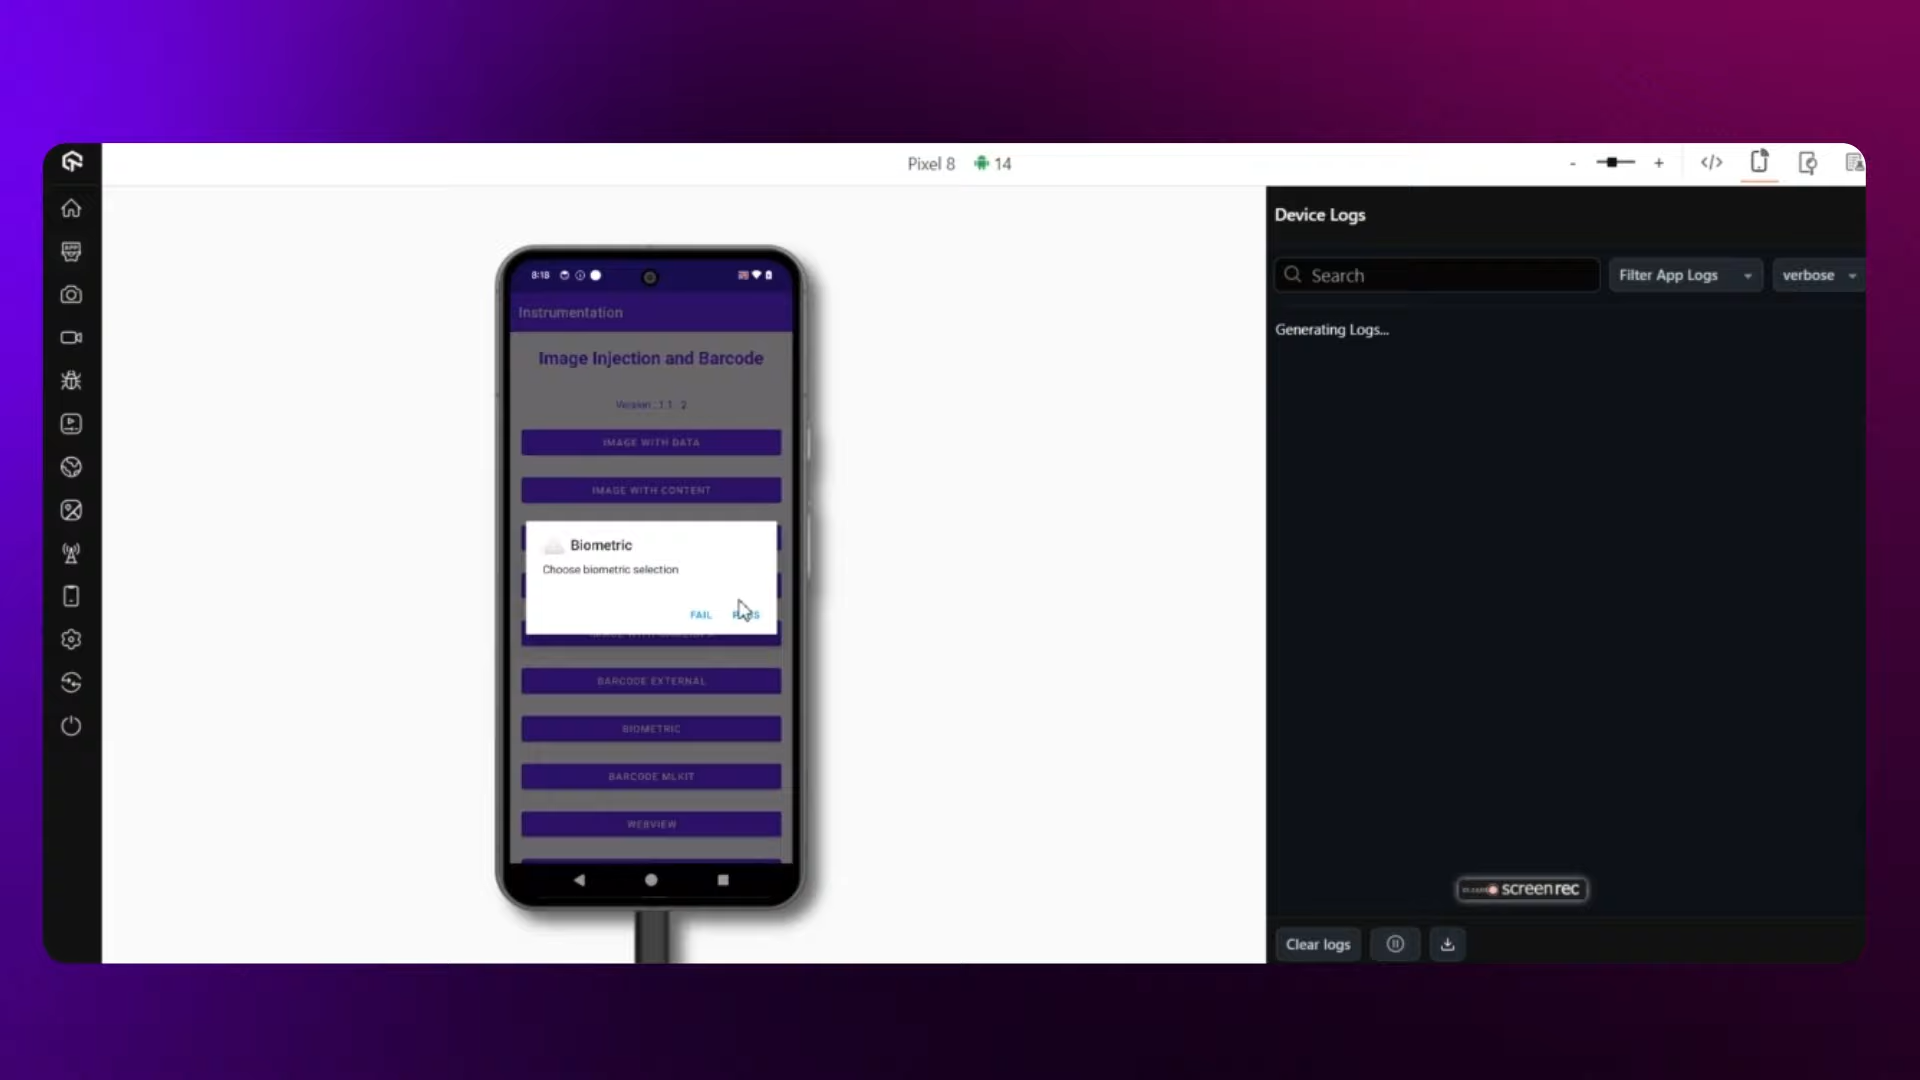 Pixel 8 14
- +
</>
Device Logs
Search
Filter App Logs
verbose
Generating Logs...
8:18
Instrumentation
Image Injection and Barcode
IMAGE WITH DATA
IMAGE WITH CONTENT
Biometric
Choose biometric selection
FAIL
BARCODE EXTERNAL
BIOMETRIC
BARCODE MLKIT
WEBVIEW
screenrec
Clear logs
APP